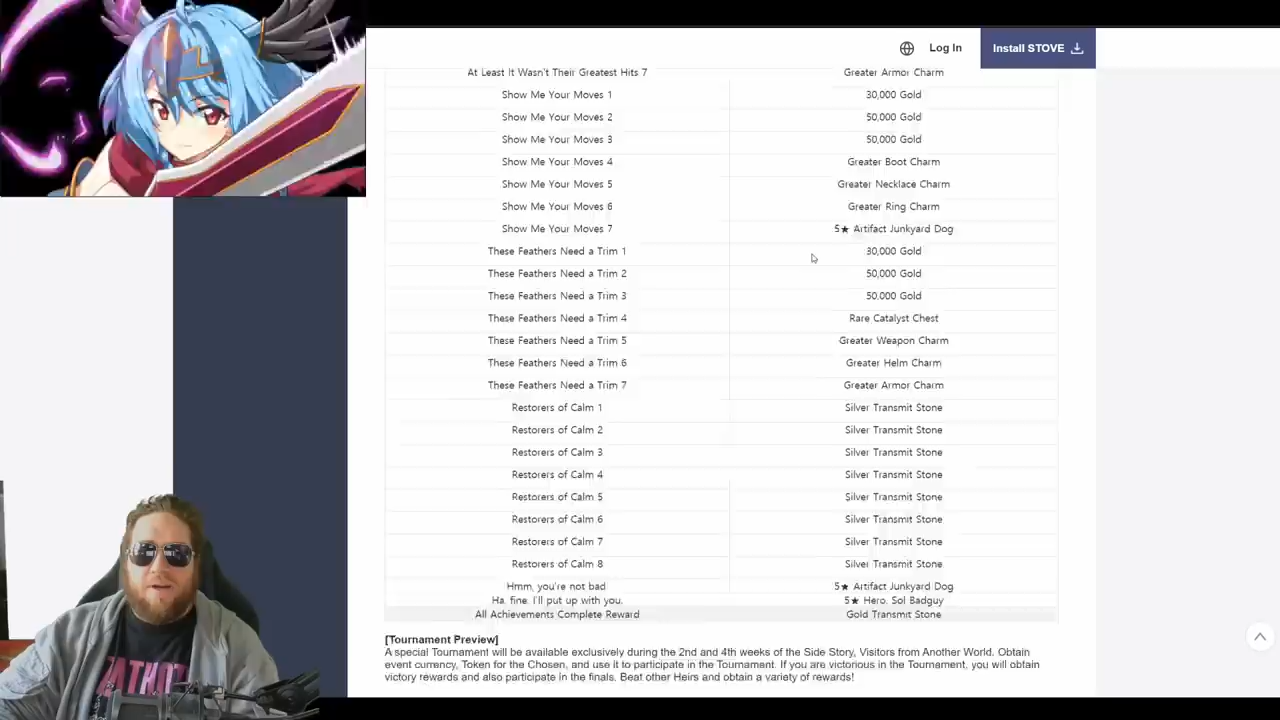 Log In
Install STOVE
At Least It Wasn't Their Greatest Hits 7 Greater Armor Charm
Show Me Your Moves 1 30,000 Gold
Show Me Your Moves 2 50,000 Gold
Show Me Your Moves 3 50,000 Gold
Show Me Your Moves 4 Greater Boot Charm
Show Me Your Moves 5 Greater Necklace Charm
Show Me Your Moves 6 Greater Ring Charm
Show Me Your Moves 7 5★ Artifact Junkyard Dog
These Feathers Need a Trim 1 30,000 Gold
These Feathers Need a Trim 2 50,000 Gold
These Feathers Need a Trim 3 50,000 Gold
These Feathers Need a Trim 4 Rare Catalyst Chest
These Feathers Need a Trim 5 Greater Weapon Charm
These Feathers Need a Trim 6 Greater Helm Charm
These Feathers Need a Trim 7 Greater Armor Charm
Restorers of Calm 1 Silver Transmit Stone
Restorers of Calm 2 Silver Transmit Stone
Restorers of Calm 3 Silver Transmit Stone
Restorers of Calm 4 Silver Transmit Stone
Restorers of Calm 5 Silver Transmit Stone
Restorers of Calm 6 Silver Transmit Stone
Restorers of Calm 7 Silver Transmit Stone
Restorers of Calm 8 Silver Transmit Stone
Hmm, you're not bad 5★ Artifact Junkyard Dog
Ha, fine. I'll put up with you. 5★ Hero, Sol Badguy
All Achievements Complete Reward Gold Transmit Stone
[Tournament Preview]
A special Tournament will be available exclusively during the 2nd and 4th weeks of the Side Story, Visitors from Another World. Obtain
event currency, Token for the Chosen, and use it to participate in the Tournament. If you are victorious in the Tournament, you will obtain
victory rewards and also participate in the finals. Beat other Heirs and obtain a variety of rewards!